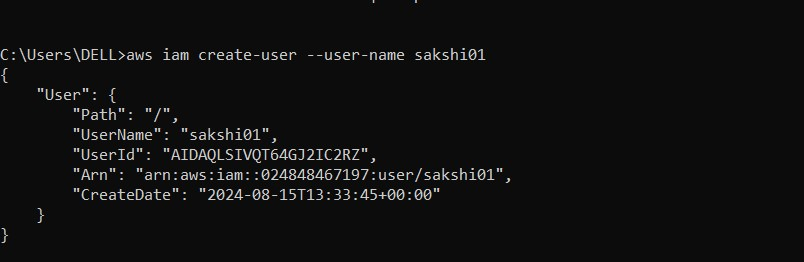 C:\Users\DELL>aws iam create-user --user-name sakshi01
{
    "User": {
        "Path": "/",
        "UserName": "sakshi01",
        "UserId": "AIDAQLSIVQT64GJ2IC2RZ",
        "Arn": "arn:aws:iam::024848467197:user/sakshi01",
        "CreateDate": "2024-08-15T13:33:45+00:00"
    }
}